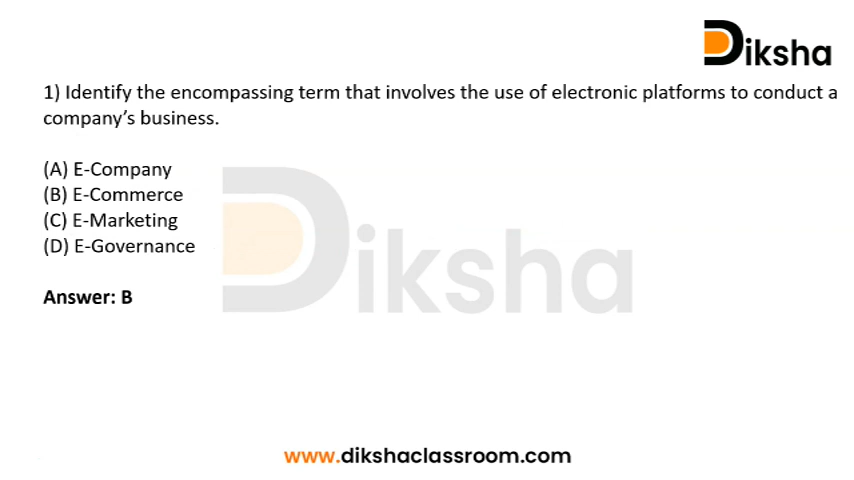 Diksha
1) Identify the encompassing term that involves the use of electronic platforms to conduct a
company's business.
(A) E-Company
(B) E-Commerce
(C) E-Marketing
(D) E-Governance
Diksha
Answer: B
www.dikshaclassroom.com